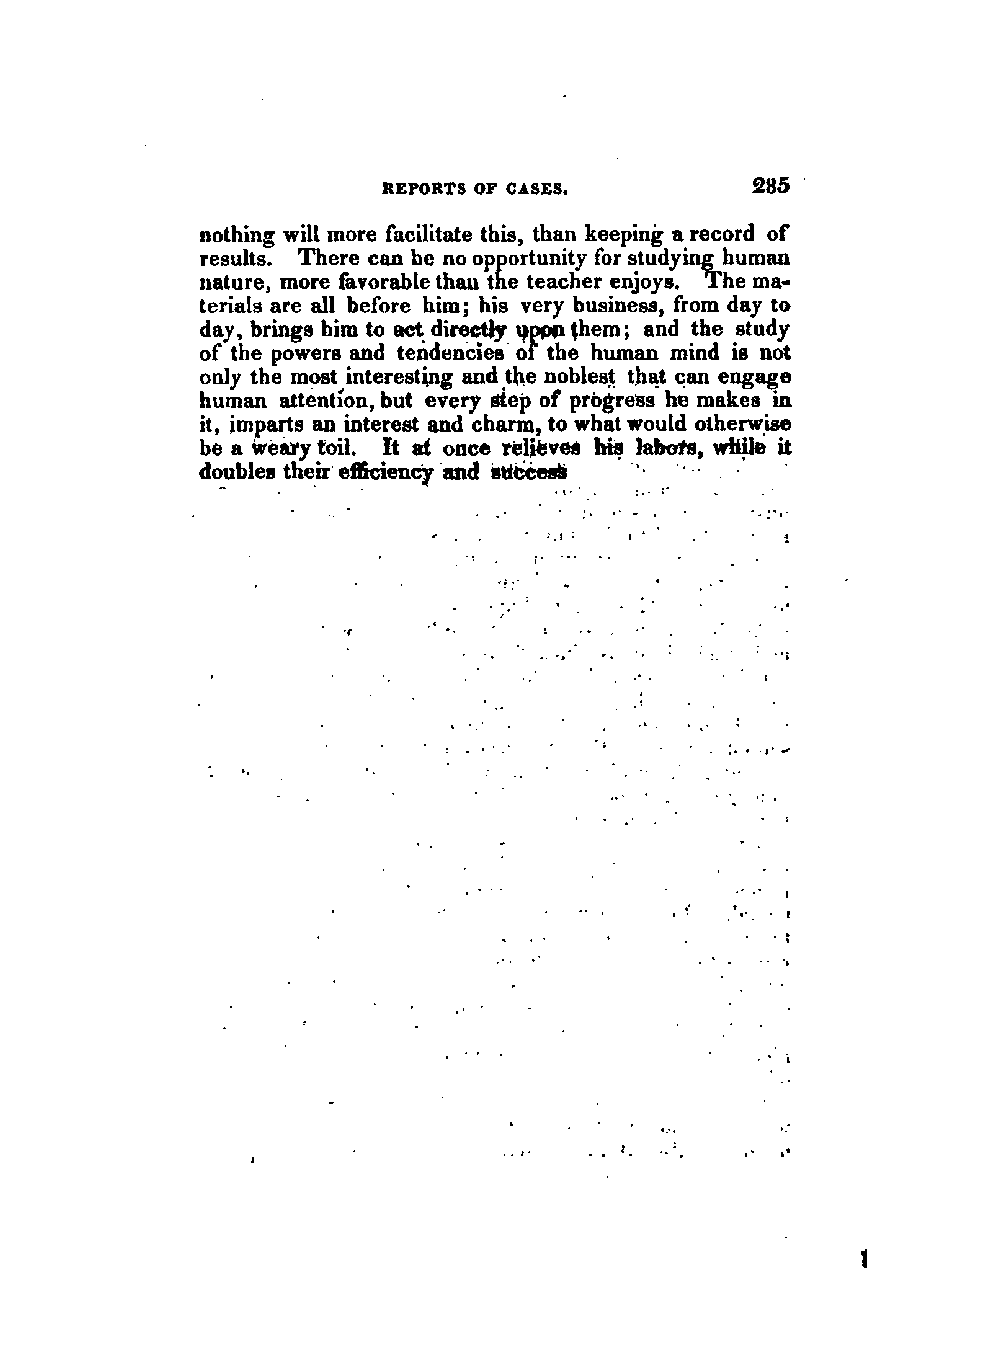 REPORTS OF CASES. 285
nothing will more facilitate this, than keeping a record of
results. There can be no opportunity for studying human
nature, more favorable than the teacher enjoys. The ma-
terials are all before him; his very business, from day to
day, brings him to act directly upon them; and the study
of the powers and tendencies of the human mind is not
only the most interesting and the noblest that can engage
human attention, but every step of progress he makes in
it, imparts an interest and charm, to what would otherwise
be a weary toil. It at once relieves his labors, while it
doubles their efficiency and success